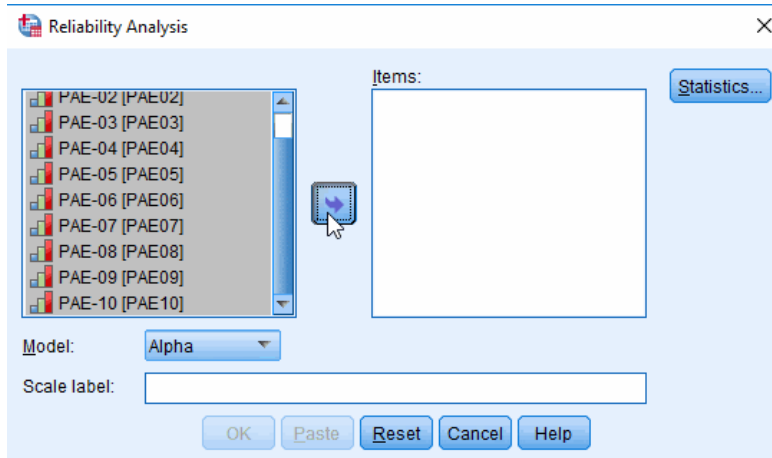 Reliability Analysis
Items:
Statistics...
PAE-02 [PAE02]
PAE-03 [PAE03]
PAE-04 [PAE04]
PAE-05 [PAE05]
PAE-06 [PAE06]
PAE-07 [PAE07]
PAE-08 [PAE08]
PAE-09 [PAE09]
PAE-10 [PAE10]
Model: Alpha
Scale label:
OK Paste Reset Cancel Help